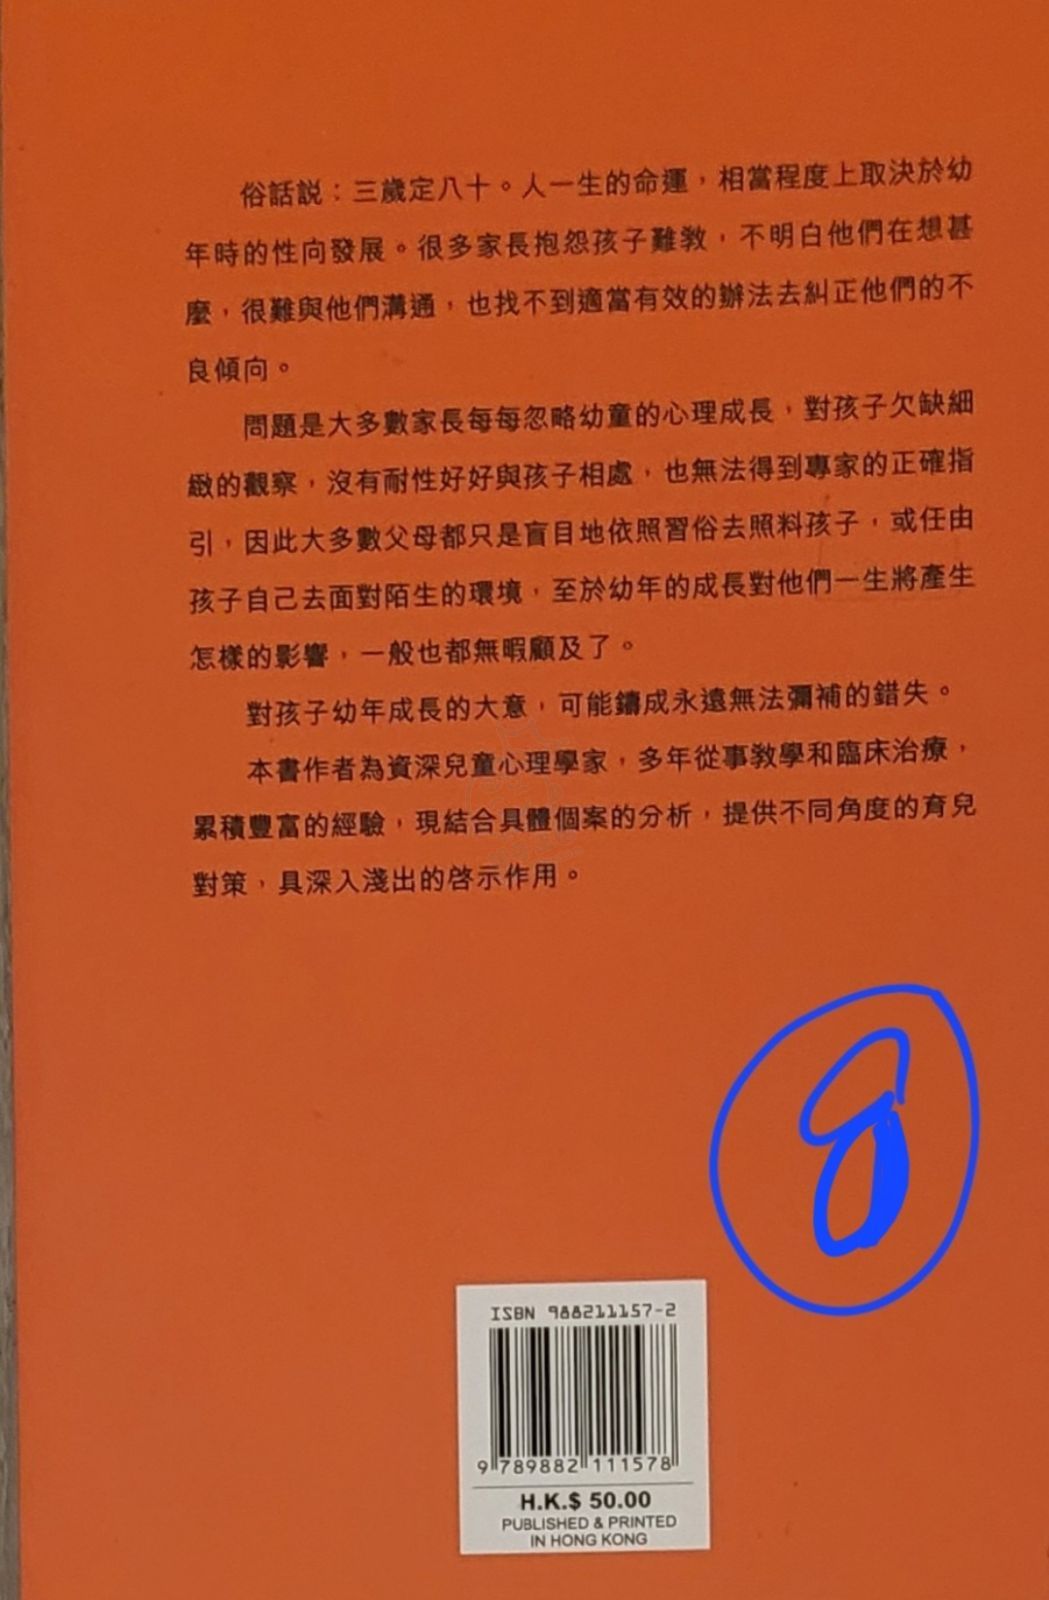 俗話説：三歲定八十。人一生的命運，相當程度上取決於幼
年時的性向發展。很多家長抱怨孩子難教，不明白他們在想甚
麼，很難與他們溝通，也找不到適當有效的辦法去糾正他們的不
良傾向。
問題是大多數家長每每忽略幼童的心理成長，對孩子欠缺細
緻的觀察，沒有耐性好好與孩子相處，也無法得到專家的正確指
引，因此大多數父母都只是盲目地依照習俗去照料孩子，或任由
孩子自己去面對陌生的環境，至於幼年的成長對他們一生將產生
怎樣的影響，一般也都無暇顧及了。
對孩子幼年成長的大意，可能鑄成永遠無法彌補的錯失。
本書作者為資深兒童心理學家，多年從事教學和臨床治療，
累積豐富的經驗，現結合具體個案的分析，提供不同角度的育兒
對策，具深入淺出的啓示作用。
8
ISBN 988211157-2
9 789882 111578
H.K.$ 50.00
PUBLISHED & PRINTED
IN HONG KONG